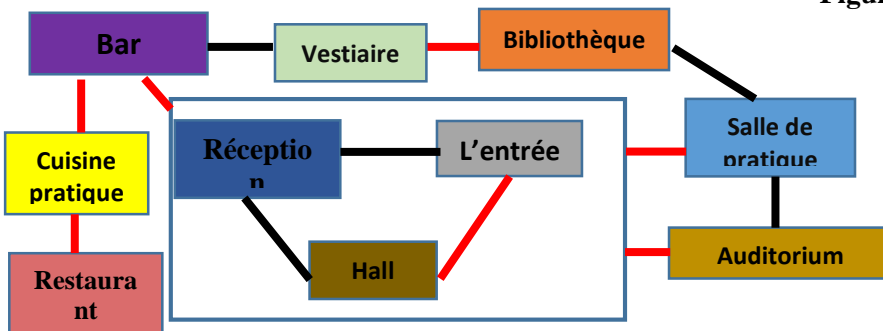 Figu
Bar
Vestiaire
Bibliothèque
Cuisine
pratique
Réceptio
n
L'entrée
Salle de
pratique
Hall
Restaura
nt
Auditorium